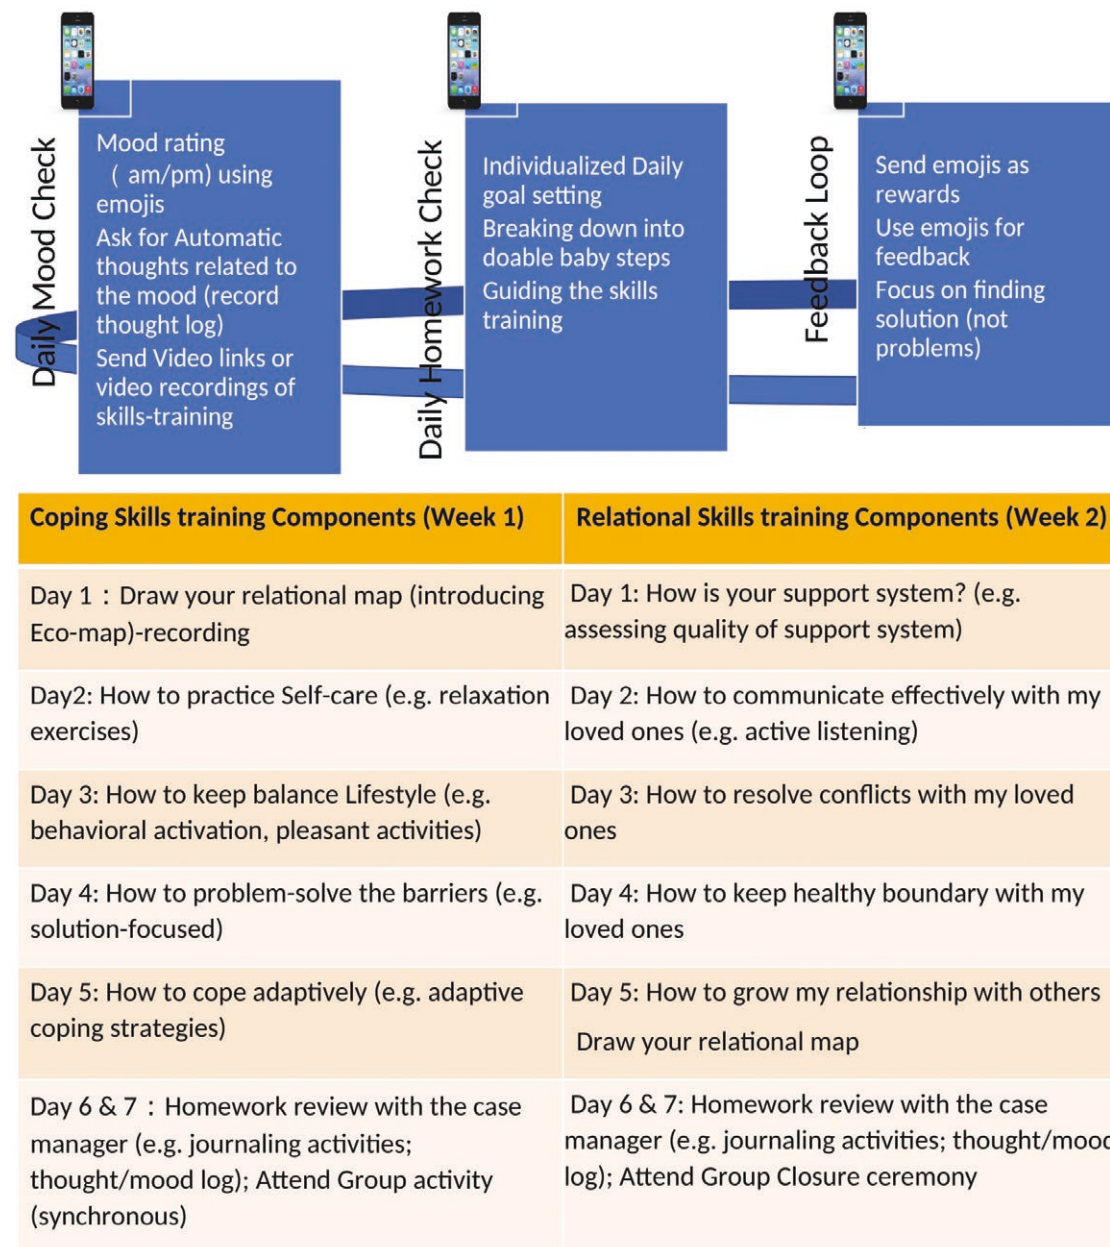 Daily Mood Check
Mood rating
( am/pm) using
emojis
Ask for Automatic
thoughts related to
the mood (record
thought log)
Send Video links or
video recordings of
skills-training
Daily Homework Check
Individualized Daily
goal setting
Breaking down into
doable baby steps
Guiding the skills
training
Feedback Loop
Send emojis as
rewards
Use emojis for
feedback
Focus on finding
solution (not
problems)
Coping Skills training Components (Week 1)
Relational Skills training Components (Week 2)
Day 1：Draw your relational map (introducing
Eco-map)-recording
Day 1: How is your support system? (e.g.
assessing quality of support system)
Day2: How to practice Self-care (e.g. relaxation
exercises)
Day 2: How to communicate effectively with my
loved ones (e.g. active listening)
Day 3: How to keep balance Lifestyle (e.g.
behavioral activation, pleasant activities)
Day 3: How to resolve conflicts with my loved
ones
Day 4: How to problem-solve the barriers (e.g.
solution-focused)
Day 4: How to keep healthy boundary with my
loved ones
Day 5: How to cope adaptively (e.g. adaptive
coping strategies)
Day 5: How to grow my relationship with others
Draw your relational map
Day 6 & 7：Homework review with the case
manager (e.g. journaling activities;
thought/mood log); Attend Group activity
(synchronous)
Day 6 & 7: Homework review with the case
manager (e.g. journaling activities; thought/mood
log); Attend Group Closure ceremony